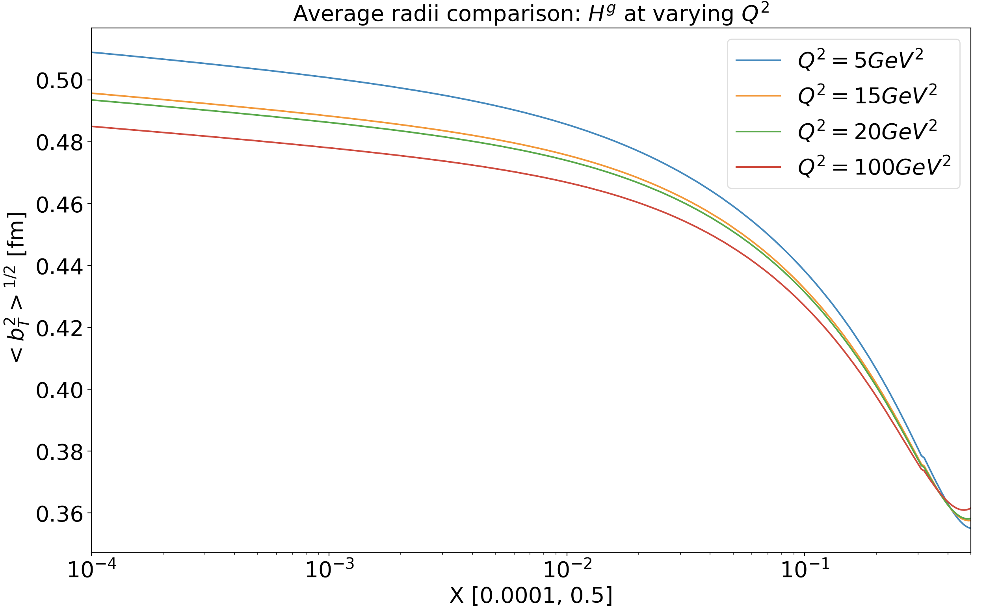 Average radii comparison: $H^g$ at varying $Q^2$
$Q^2 = 5GeV^2$
$Q^2 = 15GeV^2$
$Q^2 = 20GeV^2$
$Q^2 = 100GeV^2$
$< b_T^2 >^{1/2}$ [fm]
0.50
0.48
0.46
0.44
0.42
0.40
0.38
0.36
$10^{-4}$ $10^{-3}$ $10^{-2}$ $10^{-1}$
X [0.0001, 0.5]